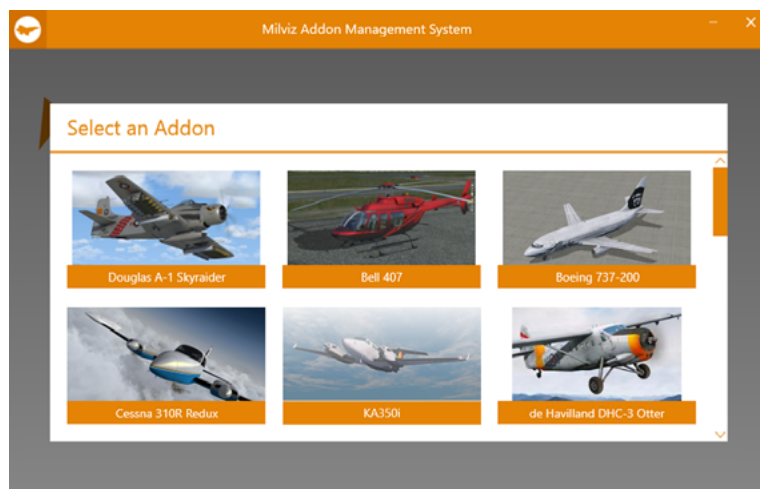 Milviz Addon Management System
Select an Addon
Douglas A-1 Skyraider
Bell 407
Boeing 737-200
Cessna 310R Redux
KA350i
de Havilland DHC-3 Otter